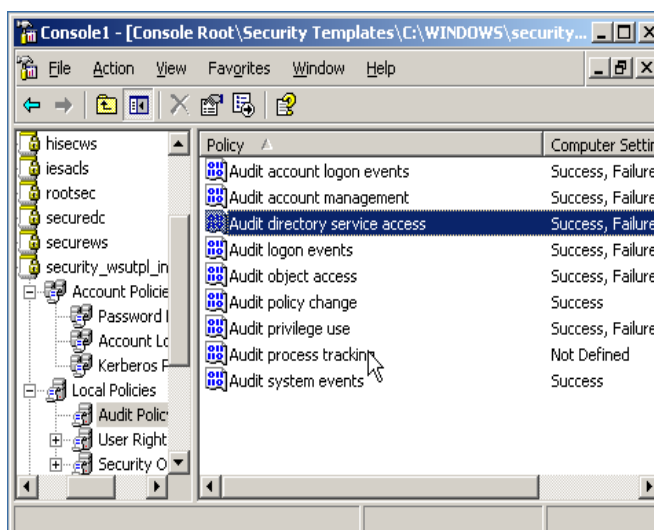 Console1 - [Console Root\Security Templates\C:\WINDOWS\security...
File Action View Favorites Window Help
hisecws
iesacls
rootsec
securedc
securews
security_wsutpl_in
Account Policie
Password
Account Lo
Kerberos P
Local Policies
Audit Polic
User Right
Security O
Policy Computer Settin
Audit account logon events Success, Failure
Audit account management Success, Failure
Audit directory service access Success, Failure
Audit logon events Success, Failure
Audit object access Success, Failure
Audit policy change Success
Audit privilege use Success, Failure
Audit process tracking Not Defined
Audit system events Success